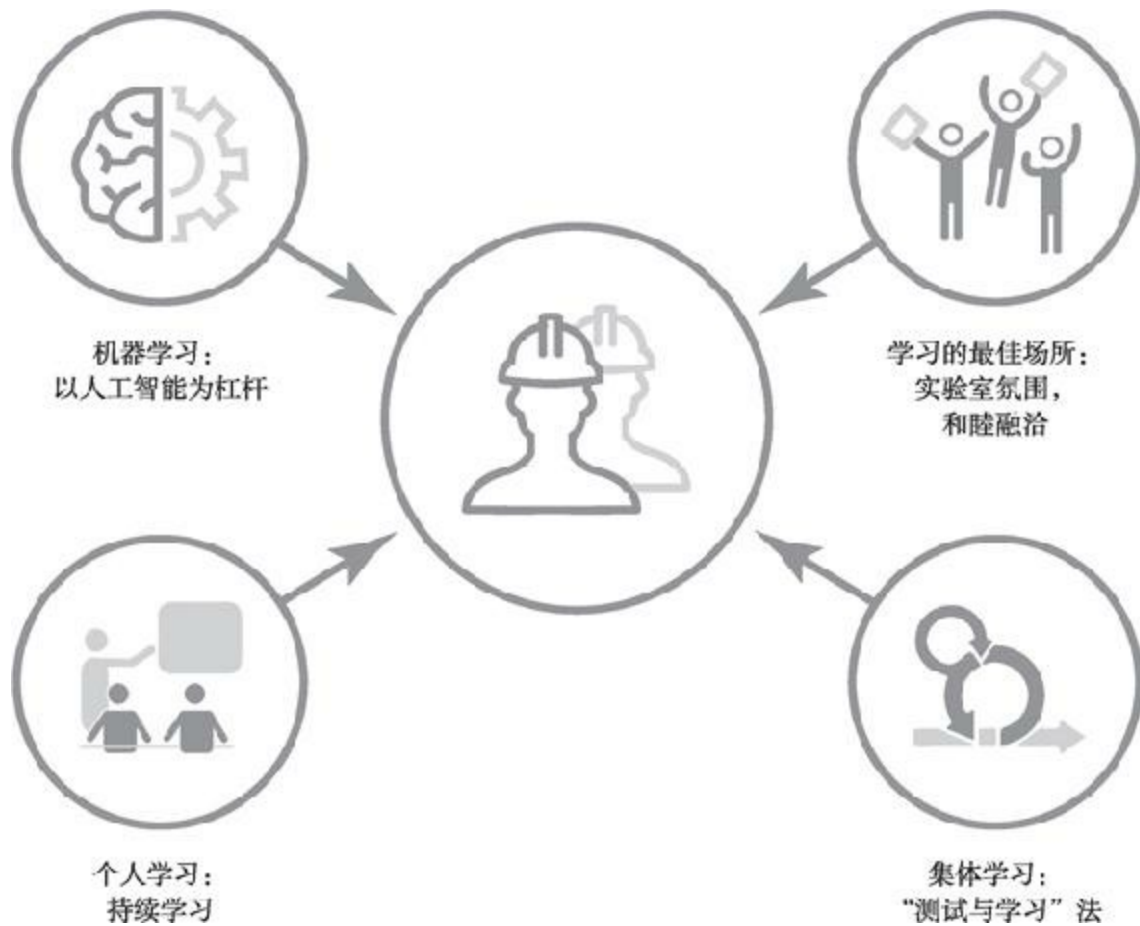 机器学习：
以人工智能为杠杆
学习的最佳场所：
实验室氛围，
和睦融洽
个人学习：
持续学习
集体学习：
“测试与学习”法